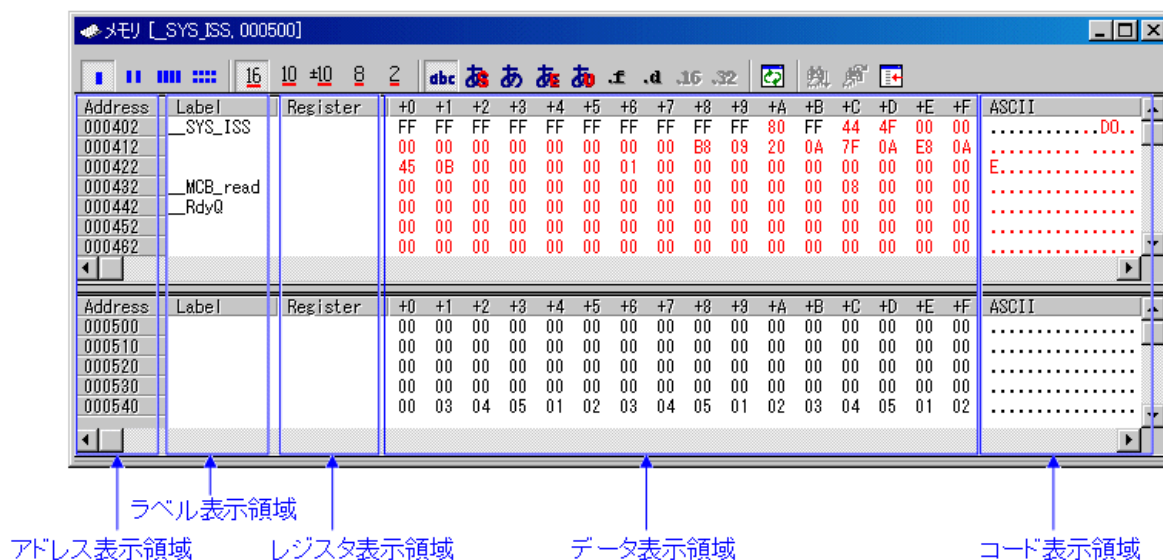 メモリ [_SYS_ISS, 000500]
16 10 ±10 8 2 abc あS あ あE あU .f .d .16 .32
Address Label Register +0 +1 +2 +3 +4 +5 +6 +7 +8 +9 +A +B +C +D +E +F ASCII
000402 __SYS_ISS FF FF FF FF FF FF FF FF FF FF 80 FF 44 4F 00 00 ............DO..
000412 00 00 00 00 00 00 00 00 B8 09 20 0A 7F 0A E8 0A .......... .....
000422 45 0B 00 00 00 00 01 00 00 00 00 00 00 00 00 00 E...............
000432 __MCB_read 00 00 00 00 00 00 00 00 00 00 00 00 08 00 00 00 ................
000442 __RdyQ 00 00 00 00 00 00 00 00 00 00 00 00 00 00 00 00 ................
000452 00 00 00 00 00 00 00 00 00 00 00 00 00 00 00 00 ................
000462 00 00 00 00 00 00 00 00 00 00 00 00 00 00 00 00 ................
Address Label Register +0 +1 +2 +3 +4 +5 +6 +7 +8 +9 +A +B +C +D +E +F ASCII
000500 00 00 00 00 00 00 00 00 00 00 00 00 00 00 00 00 ................
000510 00 00 00 00 00 00 00 00 00 00 00 00 00 00 00 00 ................
000520 00 00 00 00 00 00 00 00 00 00 00 00 00 00 00 00 ................
000530 00 00 00 00 00 00 00 00 00 00 00 00 00 00 00 00 ................
000540 00 03 04 05 01 02 03 04 05 01 02 03 04 05 01 02 ................
ラベル表示領域
アドレス表示領域 レジスタ表示領域 データ表示領域 コード表示領域